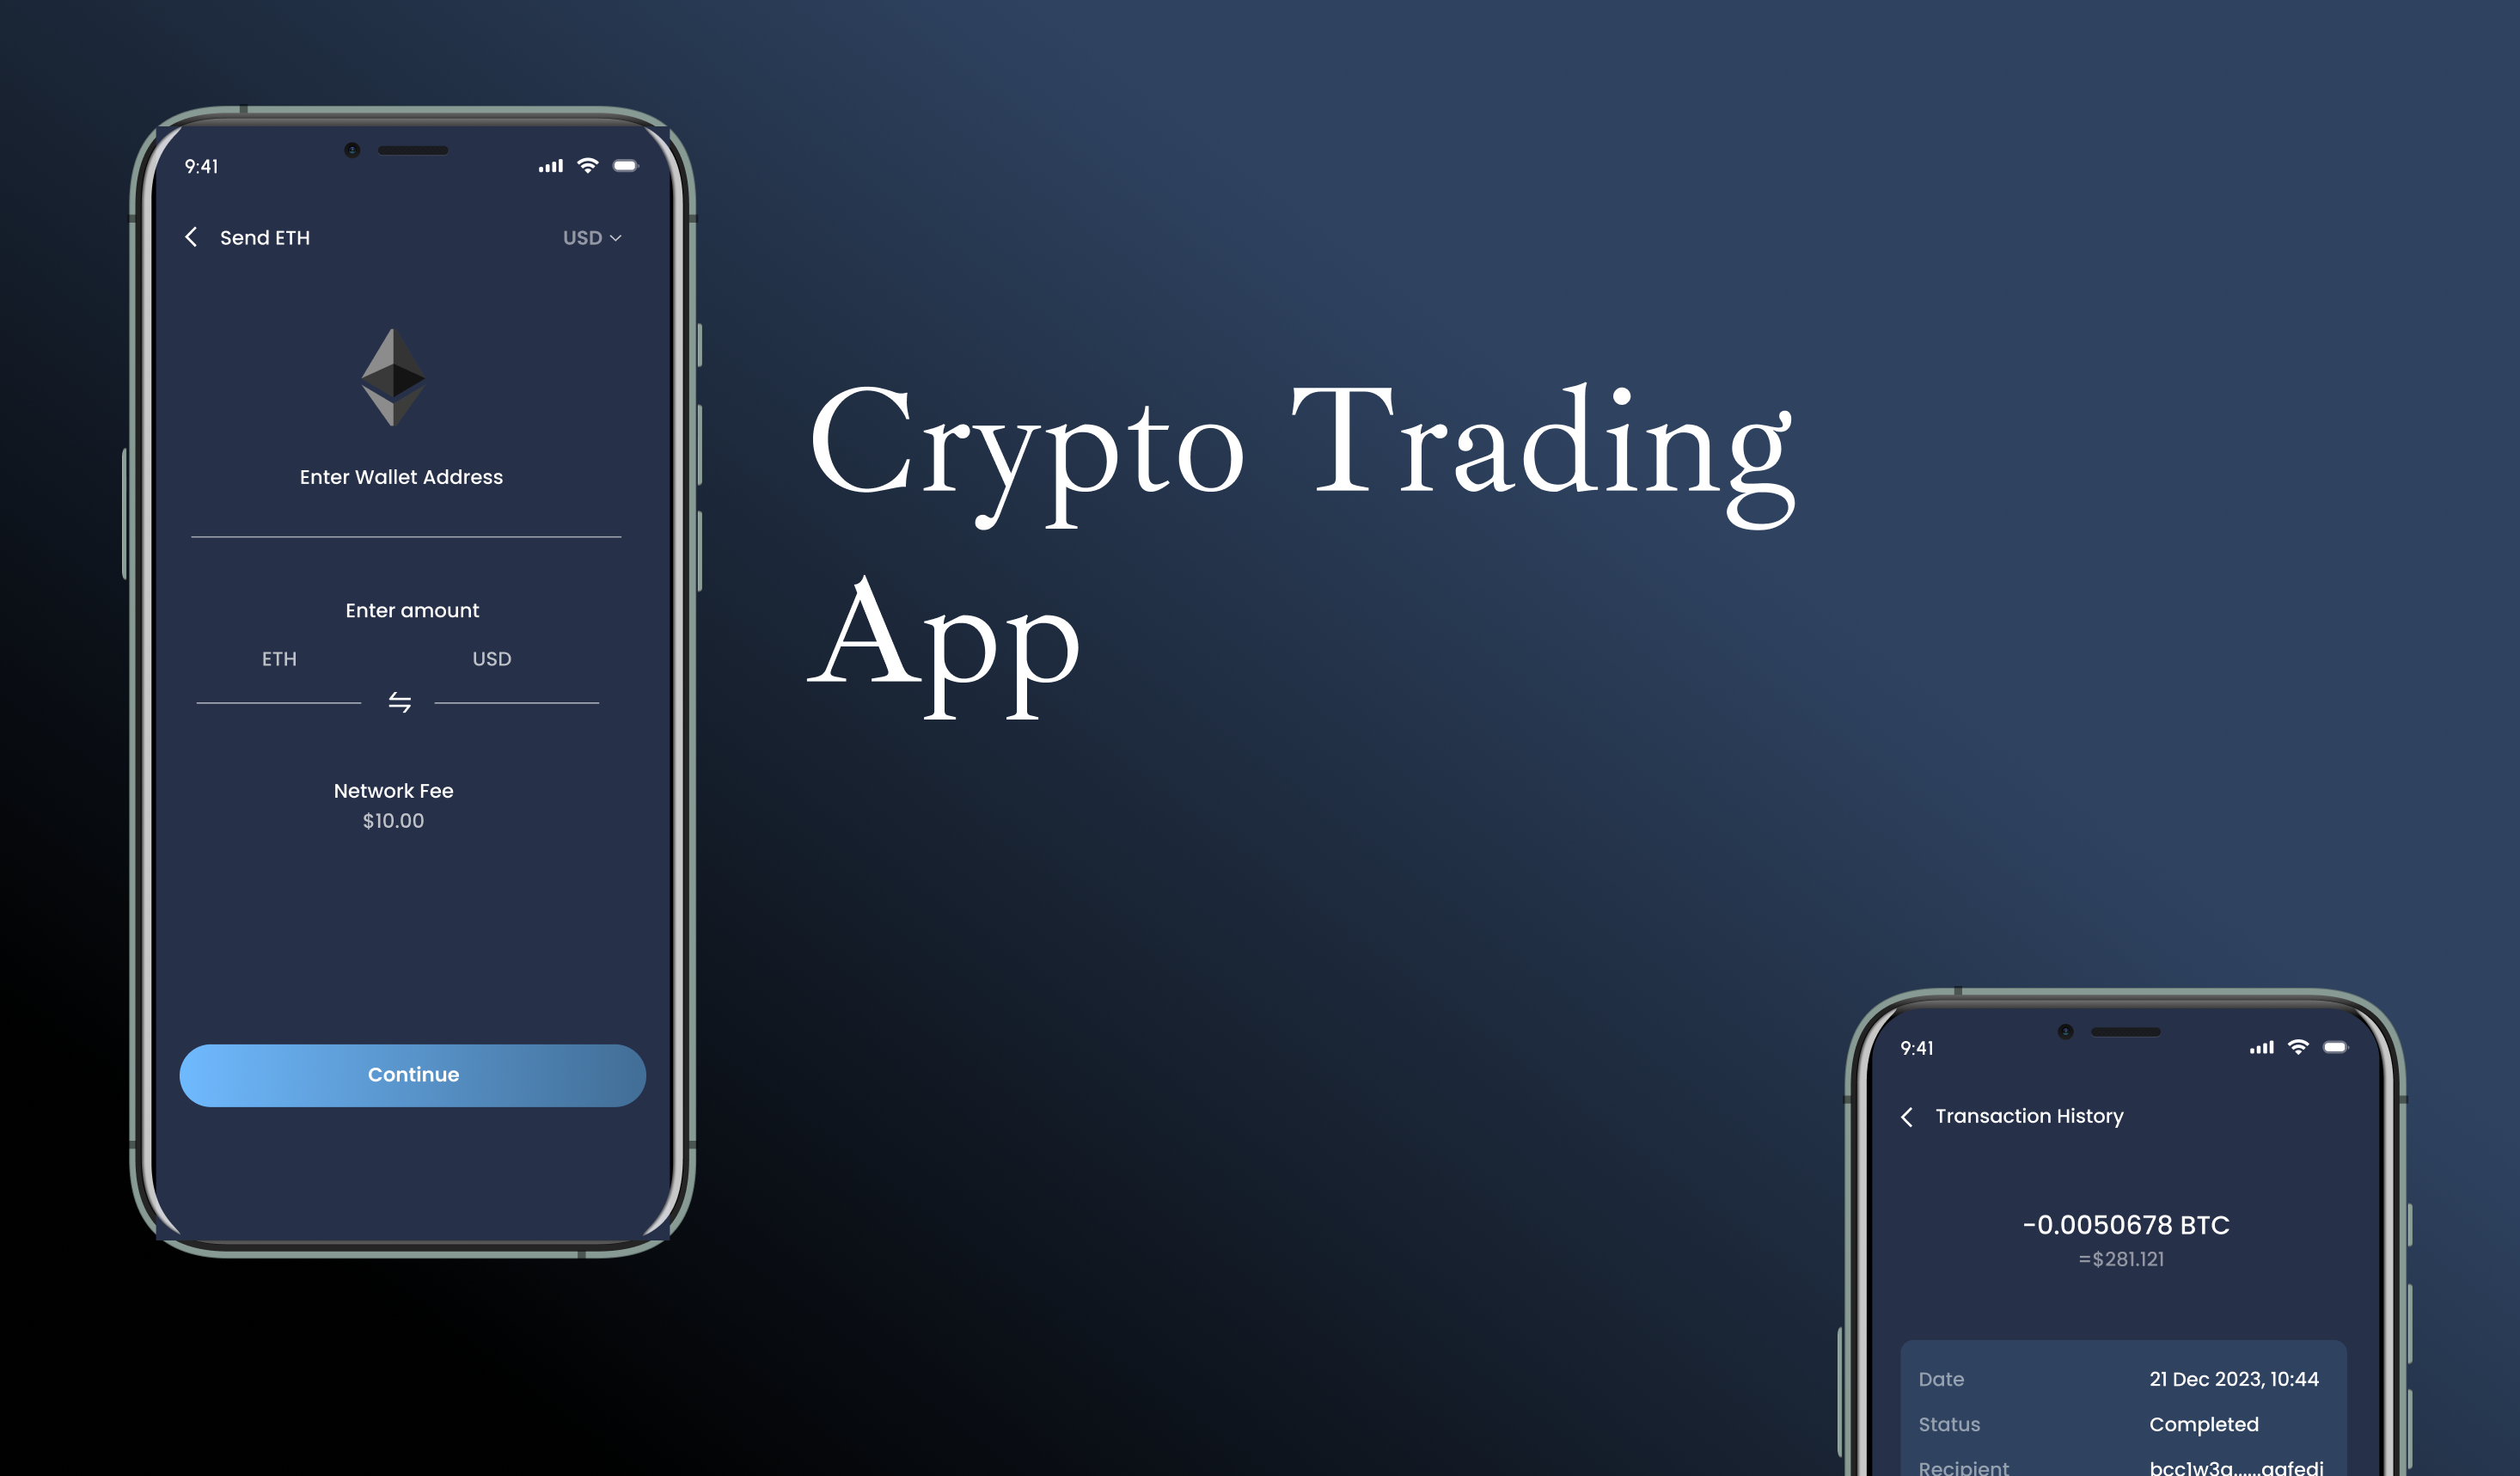 9:41
Send ETH USD
Enter Wallet Address
Enter amount
ETH USD
Network Fee
$10.00
Continue
Crypto Trading
App
9:41
Transaction History
-0.0050678 BTC
=$281.121
Date 21 Dec 2023, 10:44
Status Completed
Recipient